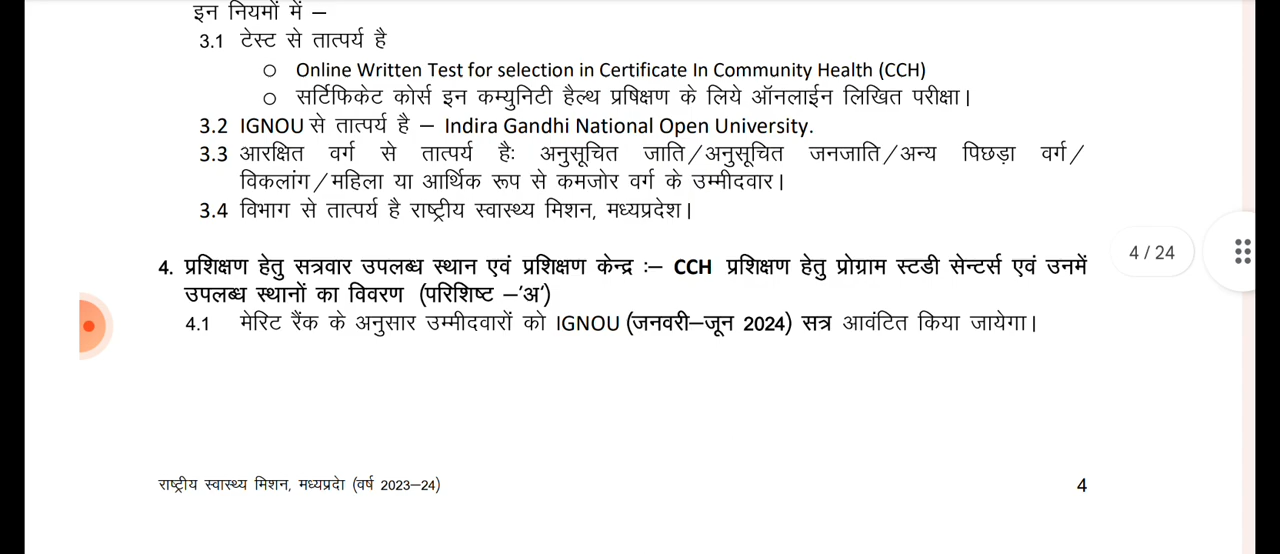 इन नियमों में –
3.1 टेस्ट से तात्पर्य है
○ Online Written Test for selection in Certificate In Community Health (CCH)
○ सर्टिफिकेट कोर्स इन कम्युनिटी हैल्थ प्रषिक्षण के लिये ऑनलाईन लिखित परीक्षा।
3.2 IGNOU से तात्पर्य है – Indira Gandhi National Open University.
3.3 आरक्षित वर्ग से तात्पर्य हैः अनुसूचित जाति/अनुसूचित जनजाति/अन्य पिछड़ा वर्ग/
विकलांग/महिला या आर्थिक रूप से कमजोर वर्ग के उम्मीदवार।
3.4 विभाग से तात्पर्य है राष्ट्रीय स्वास्थ्य मिशन, मध्यप्रदेश।
4 / 24
4. प्रशिक्षण हेतु सत्रवार उपलब्ध स्थान एवं प्रशिक्षण केन्द्र :– CCH प्रशिक्षण हेतु प्रोग्राम स्टडी सेन्टर्स एवं उनमें
उपलब्ध स्थानों का विवरण (परिशिष्ट –'अ')
4.1 मेरिट रैंक के अनुसार उम्मीदवारों को IGNOU (जनवरी–जून 2024) सत्र आवंटित किया जायेगा।
राष्ट्रीय स्वास्थ्य मिशन, मध्यप्रदेा (वर्ष 2023–24) 4